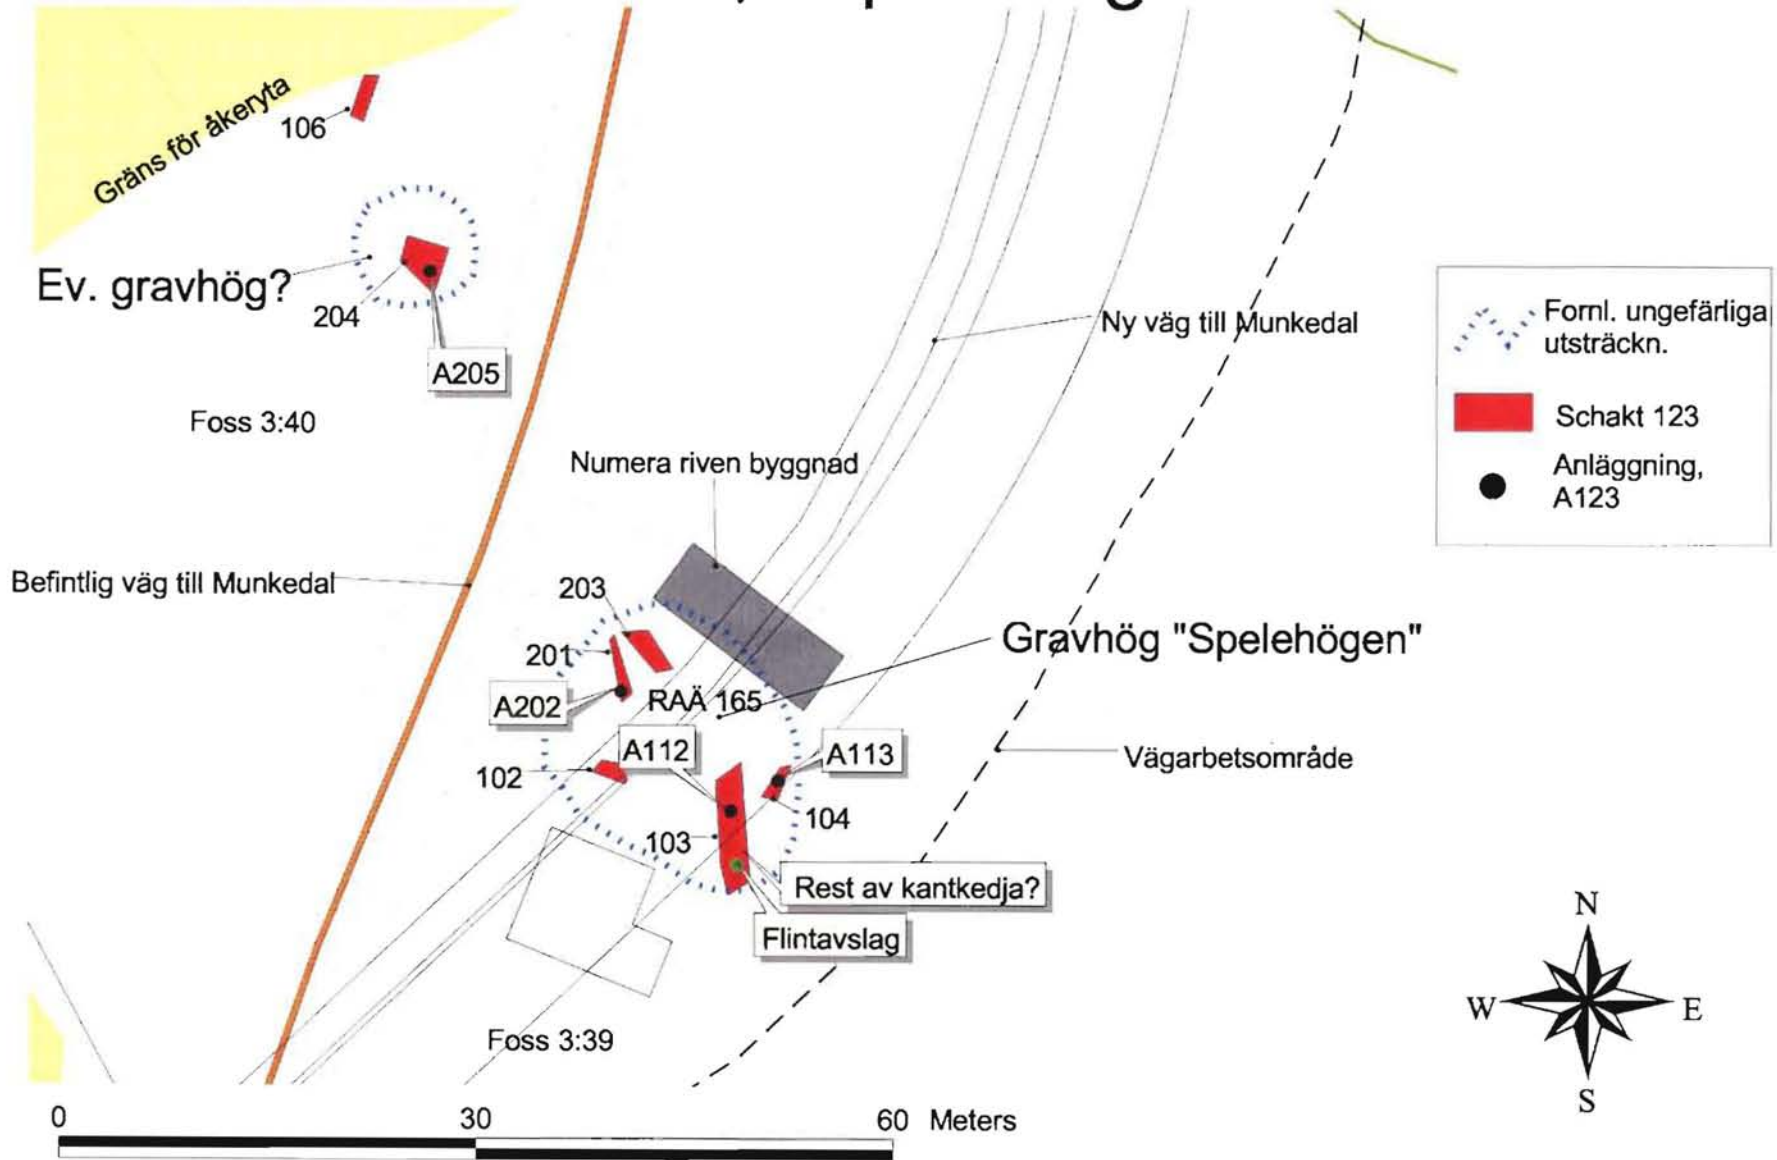 Gräns för åkeryta
106
Ev. gravhög?
204
A205
Foss 3:40
Ny väg till Munkedal
Fornl. ungefärliga
utsträckn.
Schakt 123
Anläggning,
A123
Numera riven byggnad
Befintlig väg till Munkedal
203
201
A202
RAÄ 165
Gravhög "Spelehögen"
A112
A113
102
Vägarbetsområde
104
103
Rest av kantkedja?
Flintavslag
Foss 3:39
N
W
E
S
0
30
60 Meters